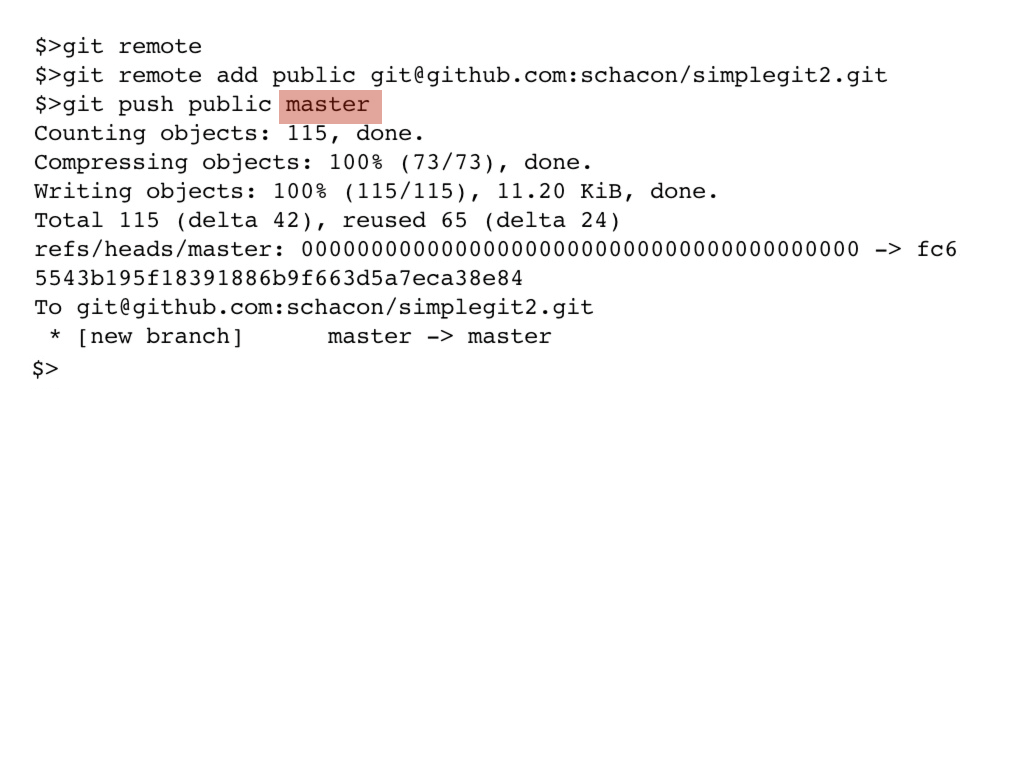 $>git remote
$>git remote add public git@github.com:schacon/simplegit2.git
$>git push public master
Counting objects: 115, done.
Compressing objects: 100% (73/73), done.
Writing objects: 100% (115/115), 11.20 KiB, done.
Total 115 (delta 42), reused 65 (delta 24)
refs/heads/master: 0000000000000000000000000000000000000000 -> fc6
5543b195f18391886b9f663d5a7eca38e84
To git@github.com:schacon/simplegit2.git
 * [new branch]      master -> master
$>